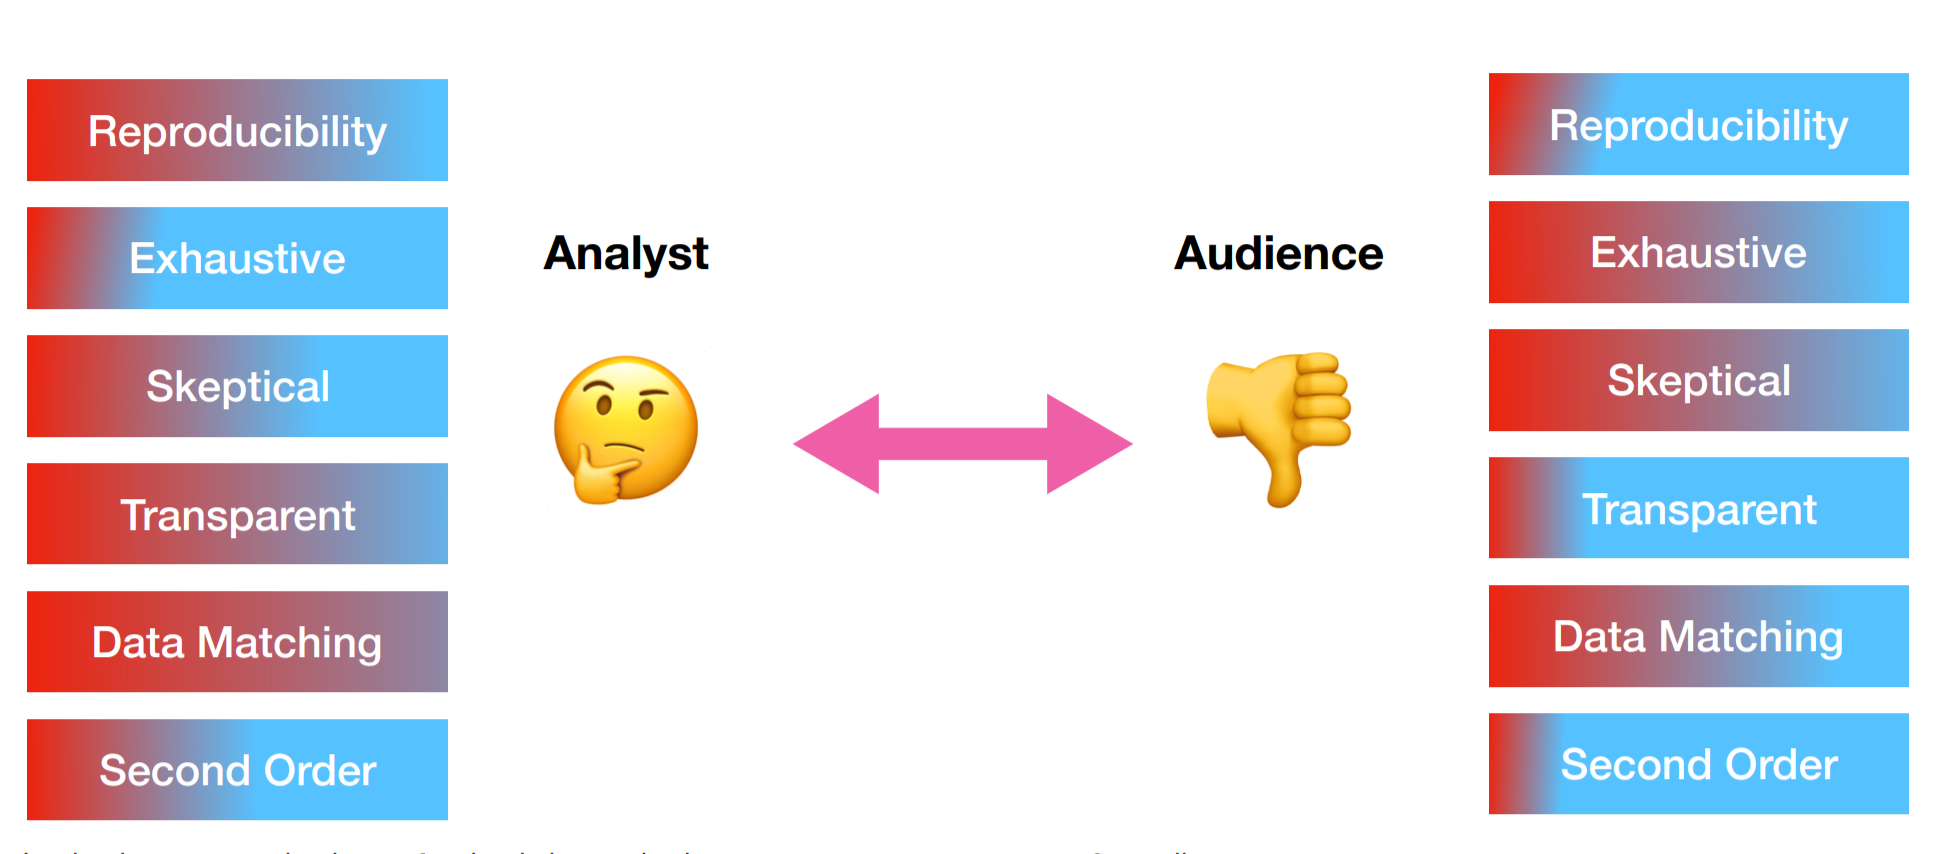 Reproducibility
Exhaustive
Skeptical
Transparent
Data Matching
Second Order
Analyst
Audience
Reproducibility
Exhaustive
Skeptical
Transparent
Data Matching
Second Order